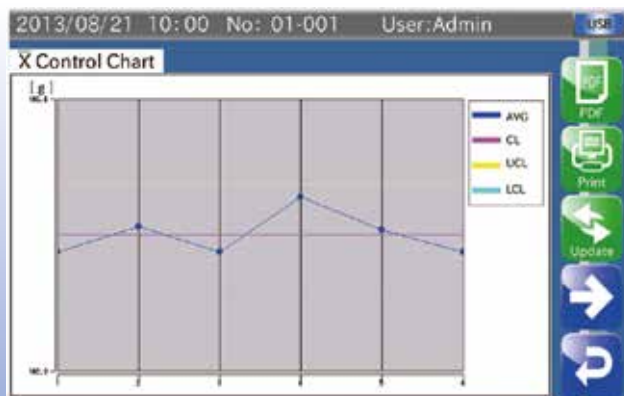 2013/08/21 10:00 No: 01-001 User:Admin USB
X̄ Control Chart
[g]
AVG
CL
UCL
LCL
1 2 3 4 5 6
PDF
PDF
Print
Update